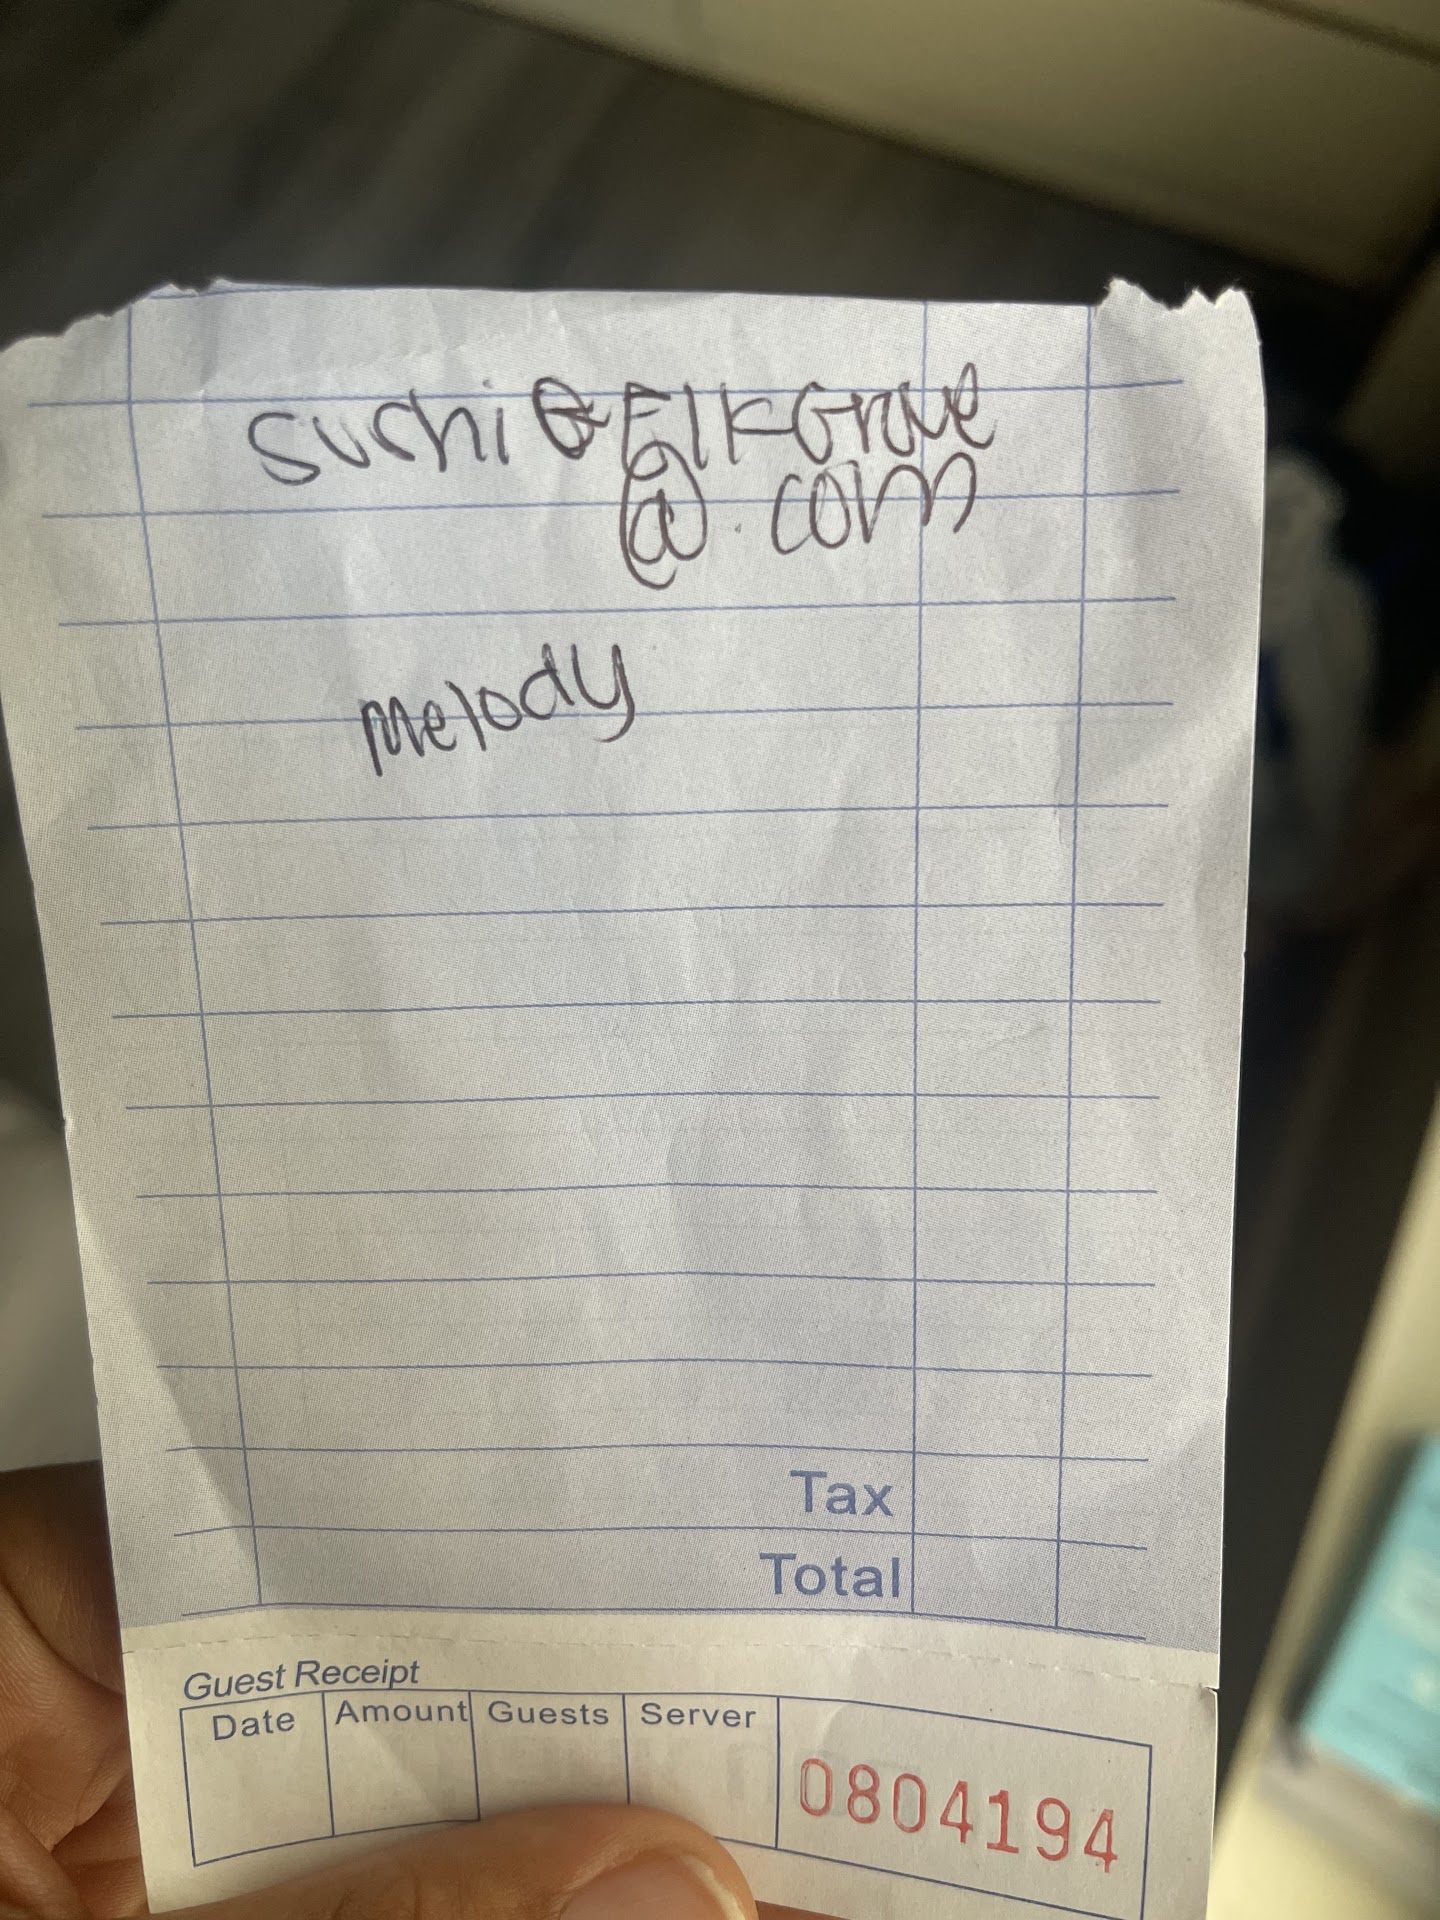 Sushi ElkGrove
@.com
melody
Tax
Total
Guest Receipt
Date Amount Guests Server
0804194